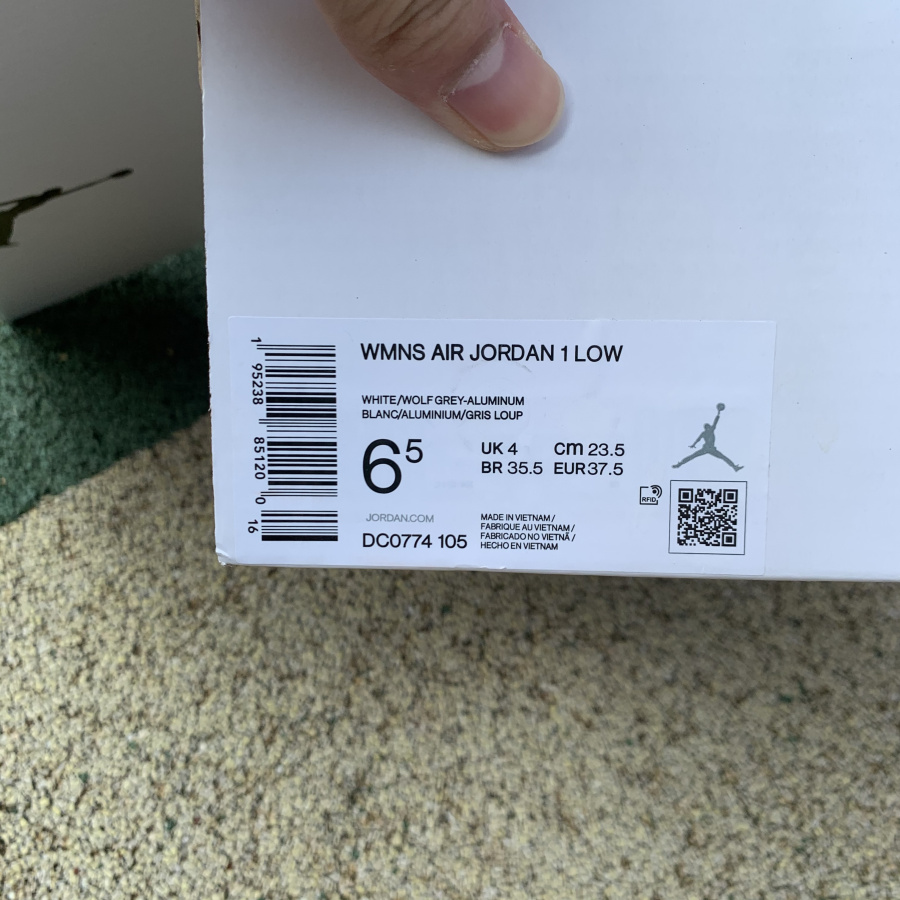 WMNS AIR JORDAN 1 LOW
WHITE/WOLF GREY-ALUMINUM
BLANC/ALUMINIUM/GRIS LOUP
6 5
UK 4 cm 23.5
BR 35.5 EUR 37.5
RFID
JORDAN.COM
DC0774 105
MADE IN VIETNAM /
FABRIQUE AU VIETNAM /
FABRICADO NO VIETNÃ /
HECHO EN VIETNAM
1 95238 85120 0 16